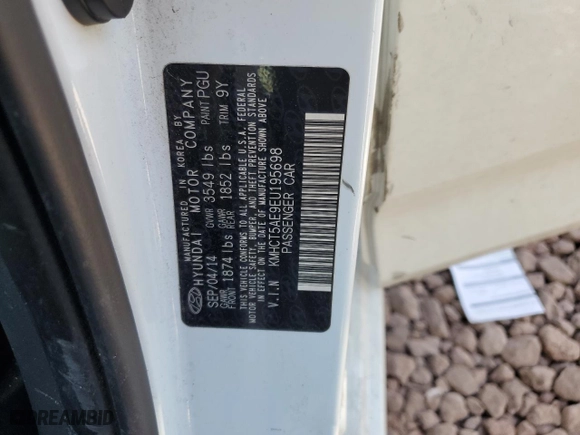 MANUFACTURED IN KOREA BY
HYUNDAI MOTOR COMPANY
SEP/04/14 GVWR 3549 lbs PAINT PGU
GAWR FRONT 1874 lbs GAWR REAR 1852 lbs TRIM 9Y
THIS VEHICLE CONFORMS TO ALL APPLICABLE U.S.A. FEDERAL
MOTOR VEHICLE SAFETY, BUMPER, AND THEFT PREVENTION STANDARDS
IN EFFECT ON THE DATE OF MANUFACTURE SHOWN ABOVE
V.I.N KMHCT5AE9EU195698
PASSENGER CAR
DREAMBID